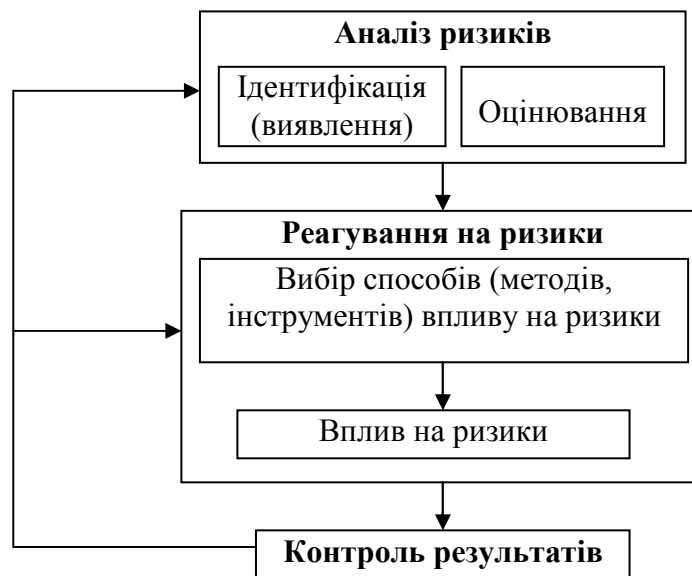 Аналіз ризиків
Ідентифікація
(виявлення)
Оцінювання
Реагування на ризики
Вибір способів (методів,
інструментів) впливу на ризики
Вплив на ризики
Контроль результатів